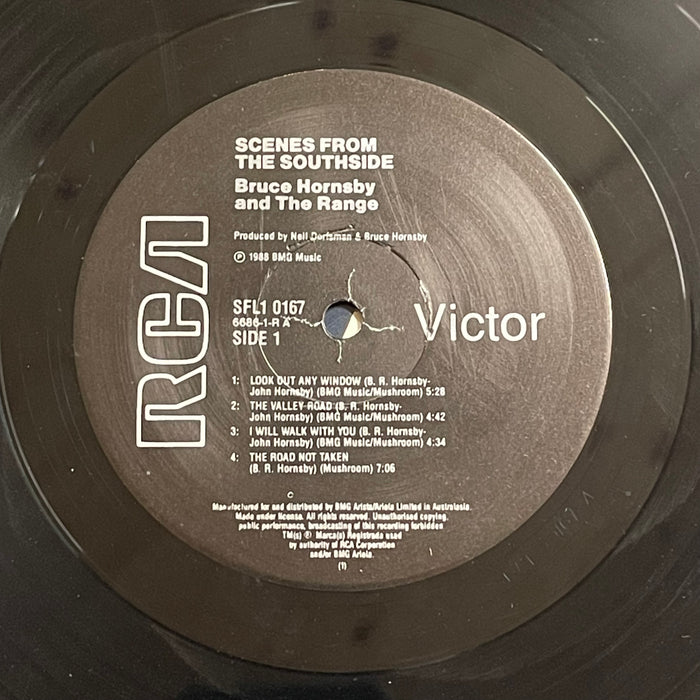 SCENES FROM
THE SOUTHSIDE
Bruce Hornsby
and The Range
Produced by Neil Dorfsman & Bruce Hornsby
℗ 1988 BMG Music
RCA
SFL1 0167
6686-1-R A
SIDE 1
Victor
1: LOOK OUT ANY WINDOW (B. R. Hornsby-
John Hornsby) (BMG Music/Mushroom) 5:28
2: THE VALLEY ROAD (B. R. Hornsby-
John Hornsby) (BMG Music/Mushroom) 4:42
3: I WILL WALK WITH YOU (B. R. Hornsby-
John Hornsby) (BMG Music/Mushroom) 4:34
4: THE ROAD NOT TAKEN
(B. R. Hornsby) (Mushroom) 7:06
C
Manufactured for and distributed by BMG Arista/Ariola Limited in Australasia.
Made under license. All rights reserved. Unauthorised copying,
public performance, broadcasting of this recording forbidden
TM(s) ® Marca(s) Registrada used
by authority of RCA Corporation
and/or BMG Ariola.
(1)